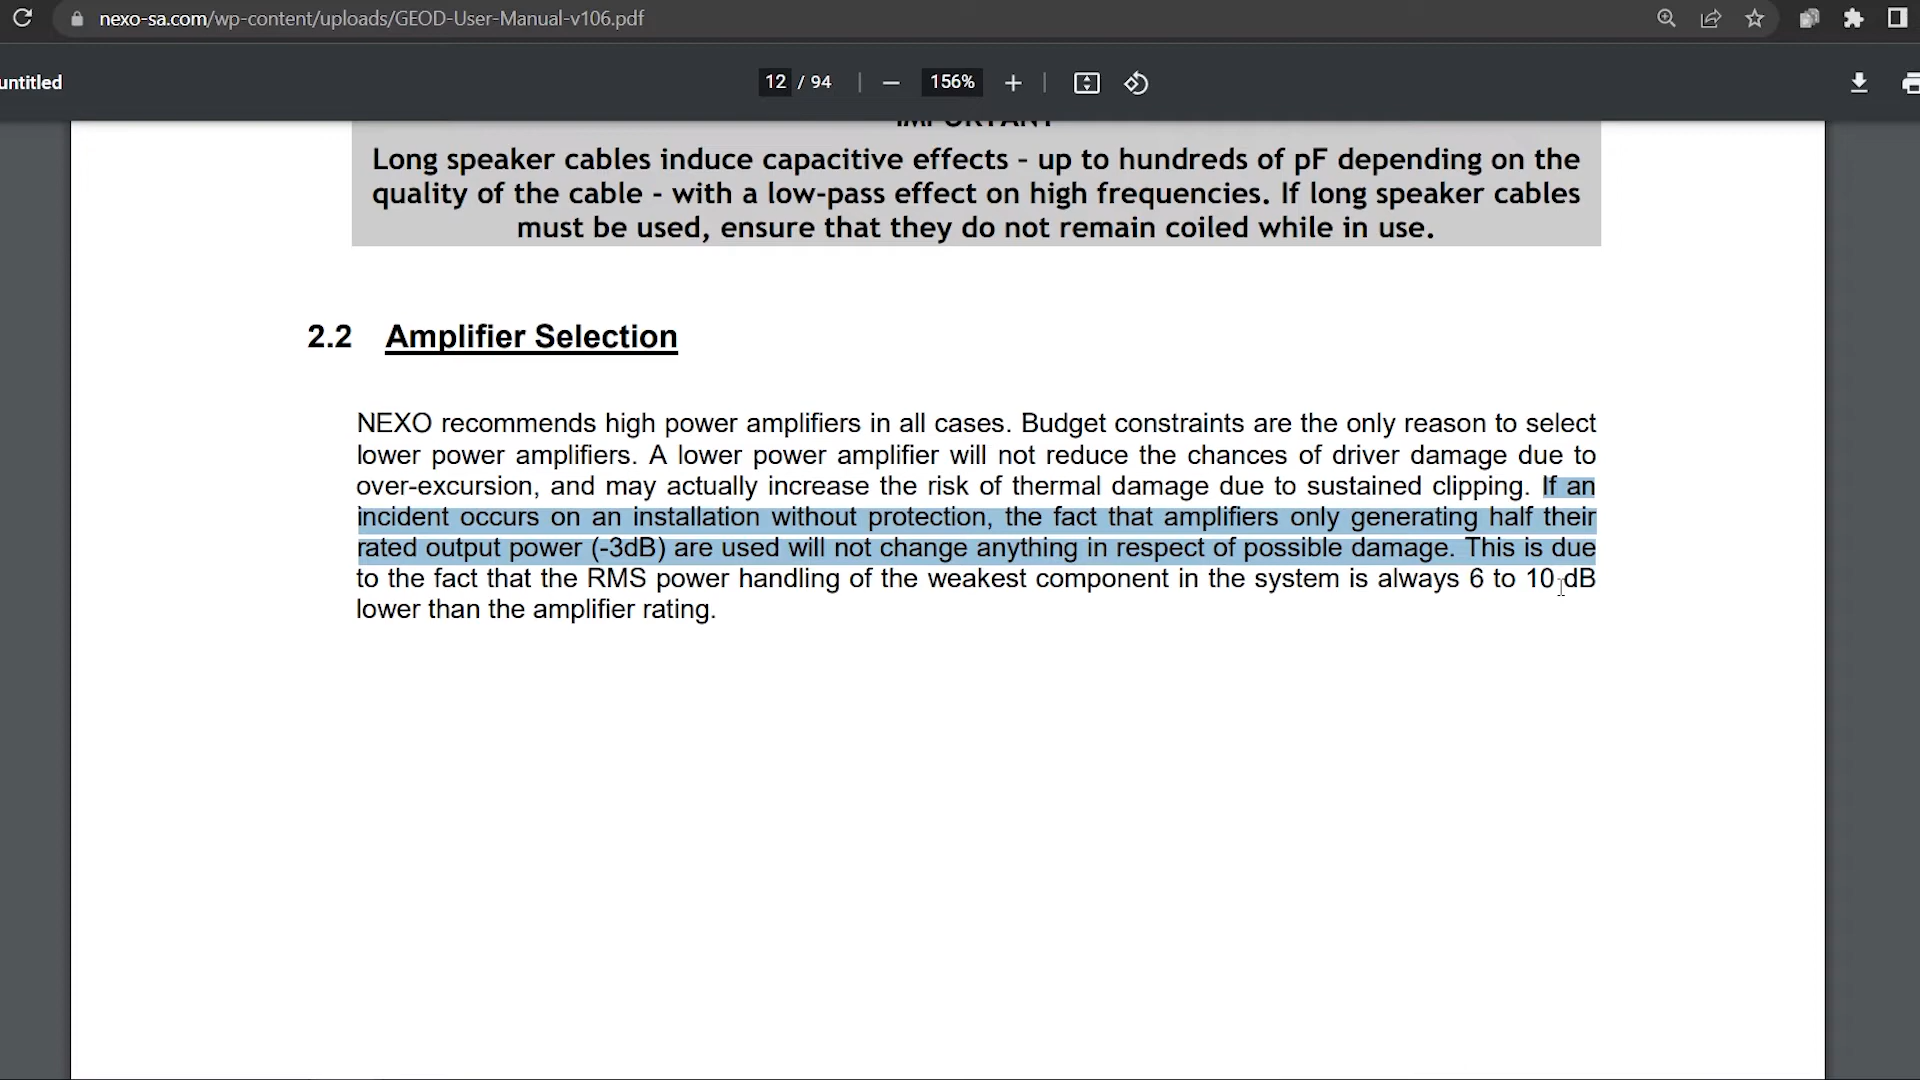 nexo-sa.com/wp-content/uploads/GEOD-User-Manual-v106.pdf
untitled
12 / 94
156%
IMPORTANT
Long speaker cables induce capacitive effects - up to hundreds of pF depending on the
quality of the cable - with a low-pass effect on high frequencies. If long speaker cables
must be used, ensure that they do not remain coiled while in use.
2.2 Amplifier Selection
NEXO recommends high power amplifiers in all cases. Budget constraints are the only reason to select
lower power amplifiers. A lower power amplifier will not reduce the chances of driver damage due to
over-excursion, and may actually increase the risk of thermal damage due to sustained clipping. If an
incident occurs on an installation without protection, the fact that amplifiers only generating half their
rated output power (-3dB) are used will not change anything in respect of possible damage. This is due
to the fact that the RMS power handling of the weakest component in the system is always 6 to 10 dB
lower than the amplifier rating.